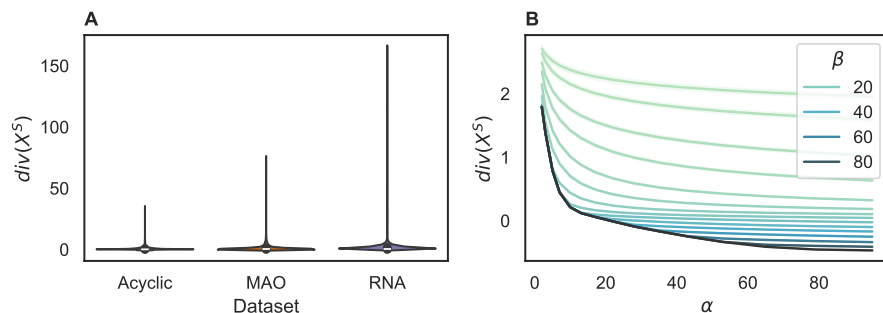 A
div(X^S)
150
100
50
0
Acyclic MAO RNA
Dataset
B
div(X^S)
2
1
0
0 20 40 60 80
α
β
20
40
60
80